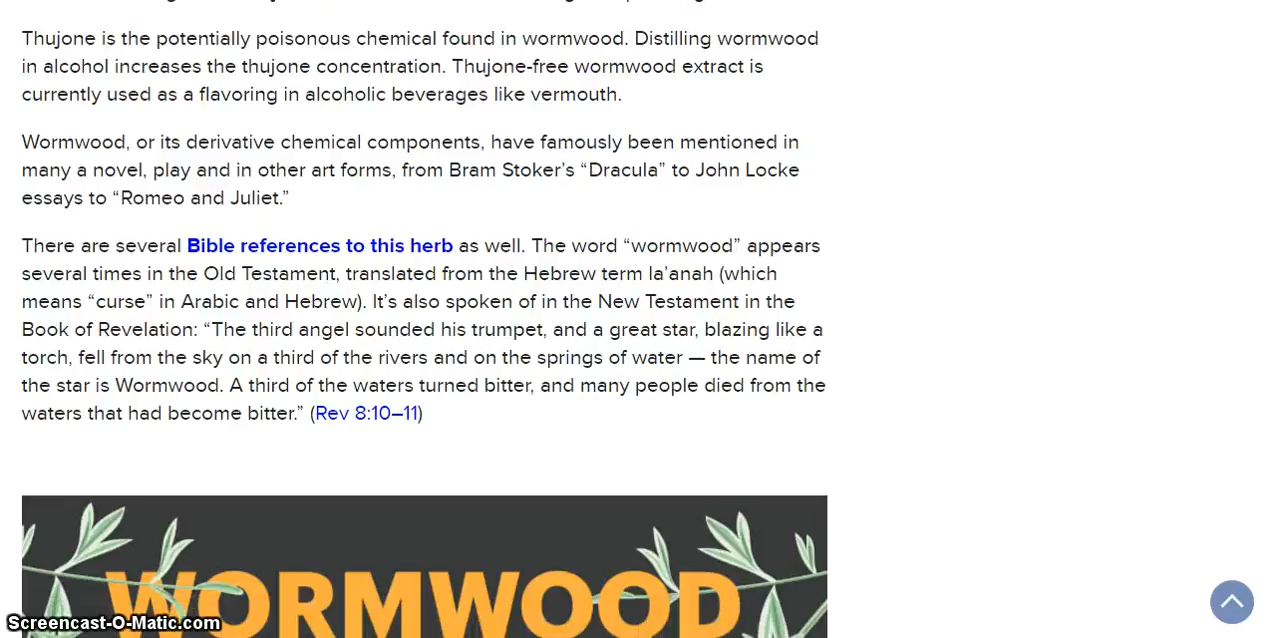 Thujone is the potentially poisonous chemical found in wormwood. Distilling wormwood
in alcohol increases the thujone concentration. Thujone-free wormwood extract is
currently used as a flavoring in alcoholic beverages like vermouth.
Wormwood, or its derivative chemical components, have famously been mentioned in
many a novel, play and in other art forms, from Bram Stoker’s “Dracula” to John Locke
essays to “Romeo and Juliet.”
There are several Bible references to this herb as well. The word “wormwood” appears
several times in the Old Testament, translated from the Hebrew term la’anah (which
means “curse” in Arabic and Hebrew). It’s also spoken of in the New Testament in the
Book of Revelation: “The third angel sounded his trumpet, and a great star, blazing like a
torch, fell from the sky on a third of the rivers and on the springs of water — the name of
the star is Wormwood. A third of the waters turned bitter, and many people died from the
waters that had become bitter.” (Rev 8:10–11)
WORMWOOD
Screencast-O-Matic.com